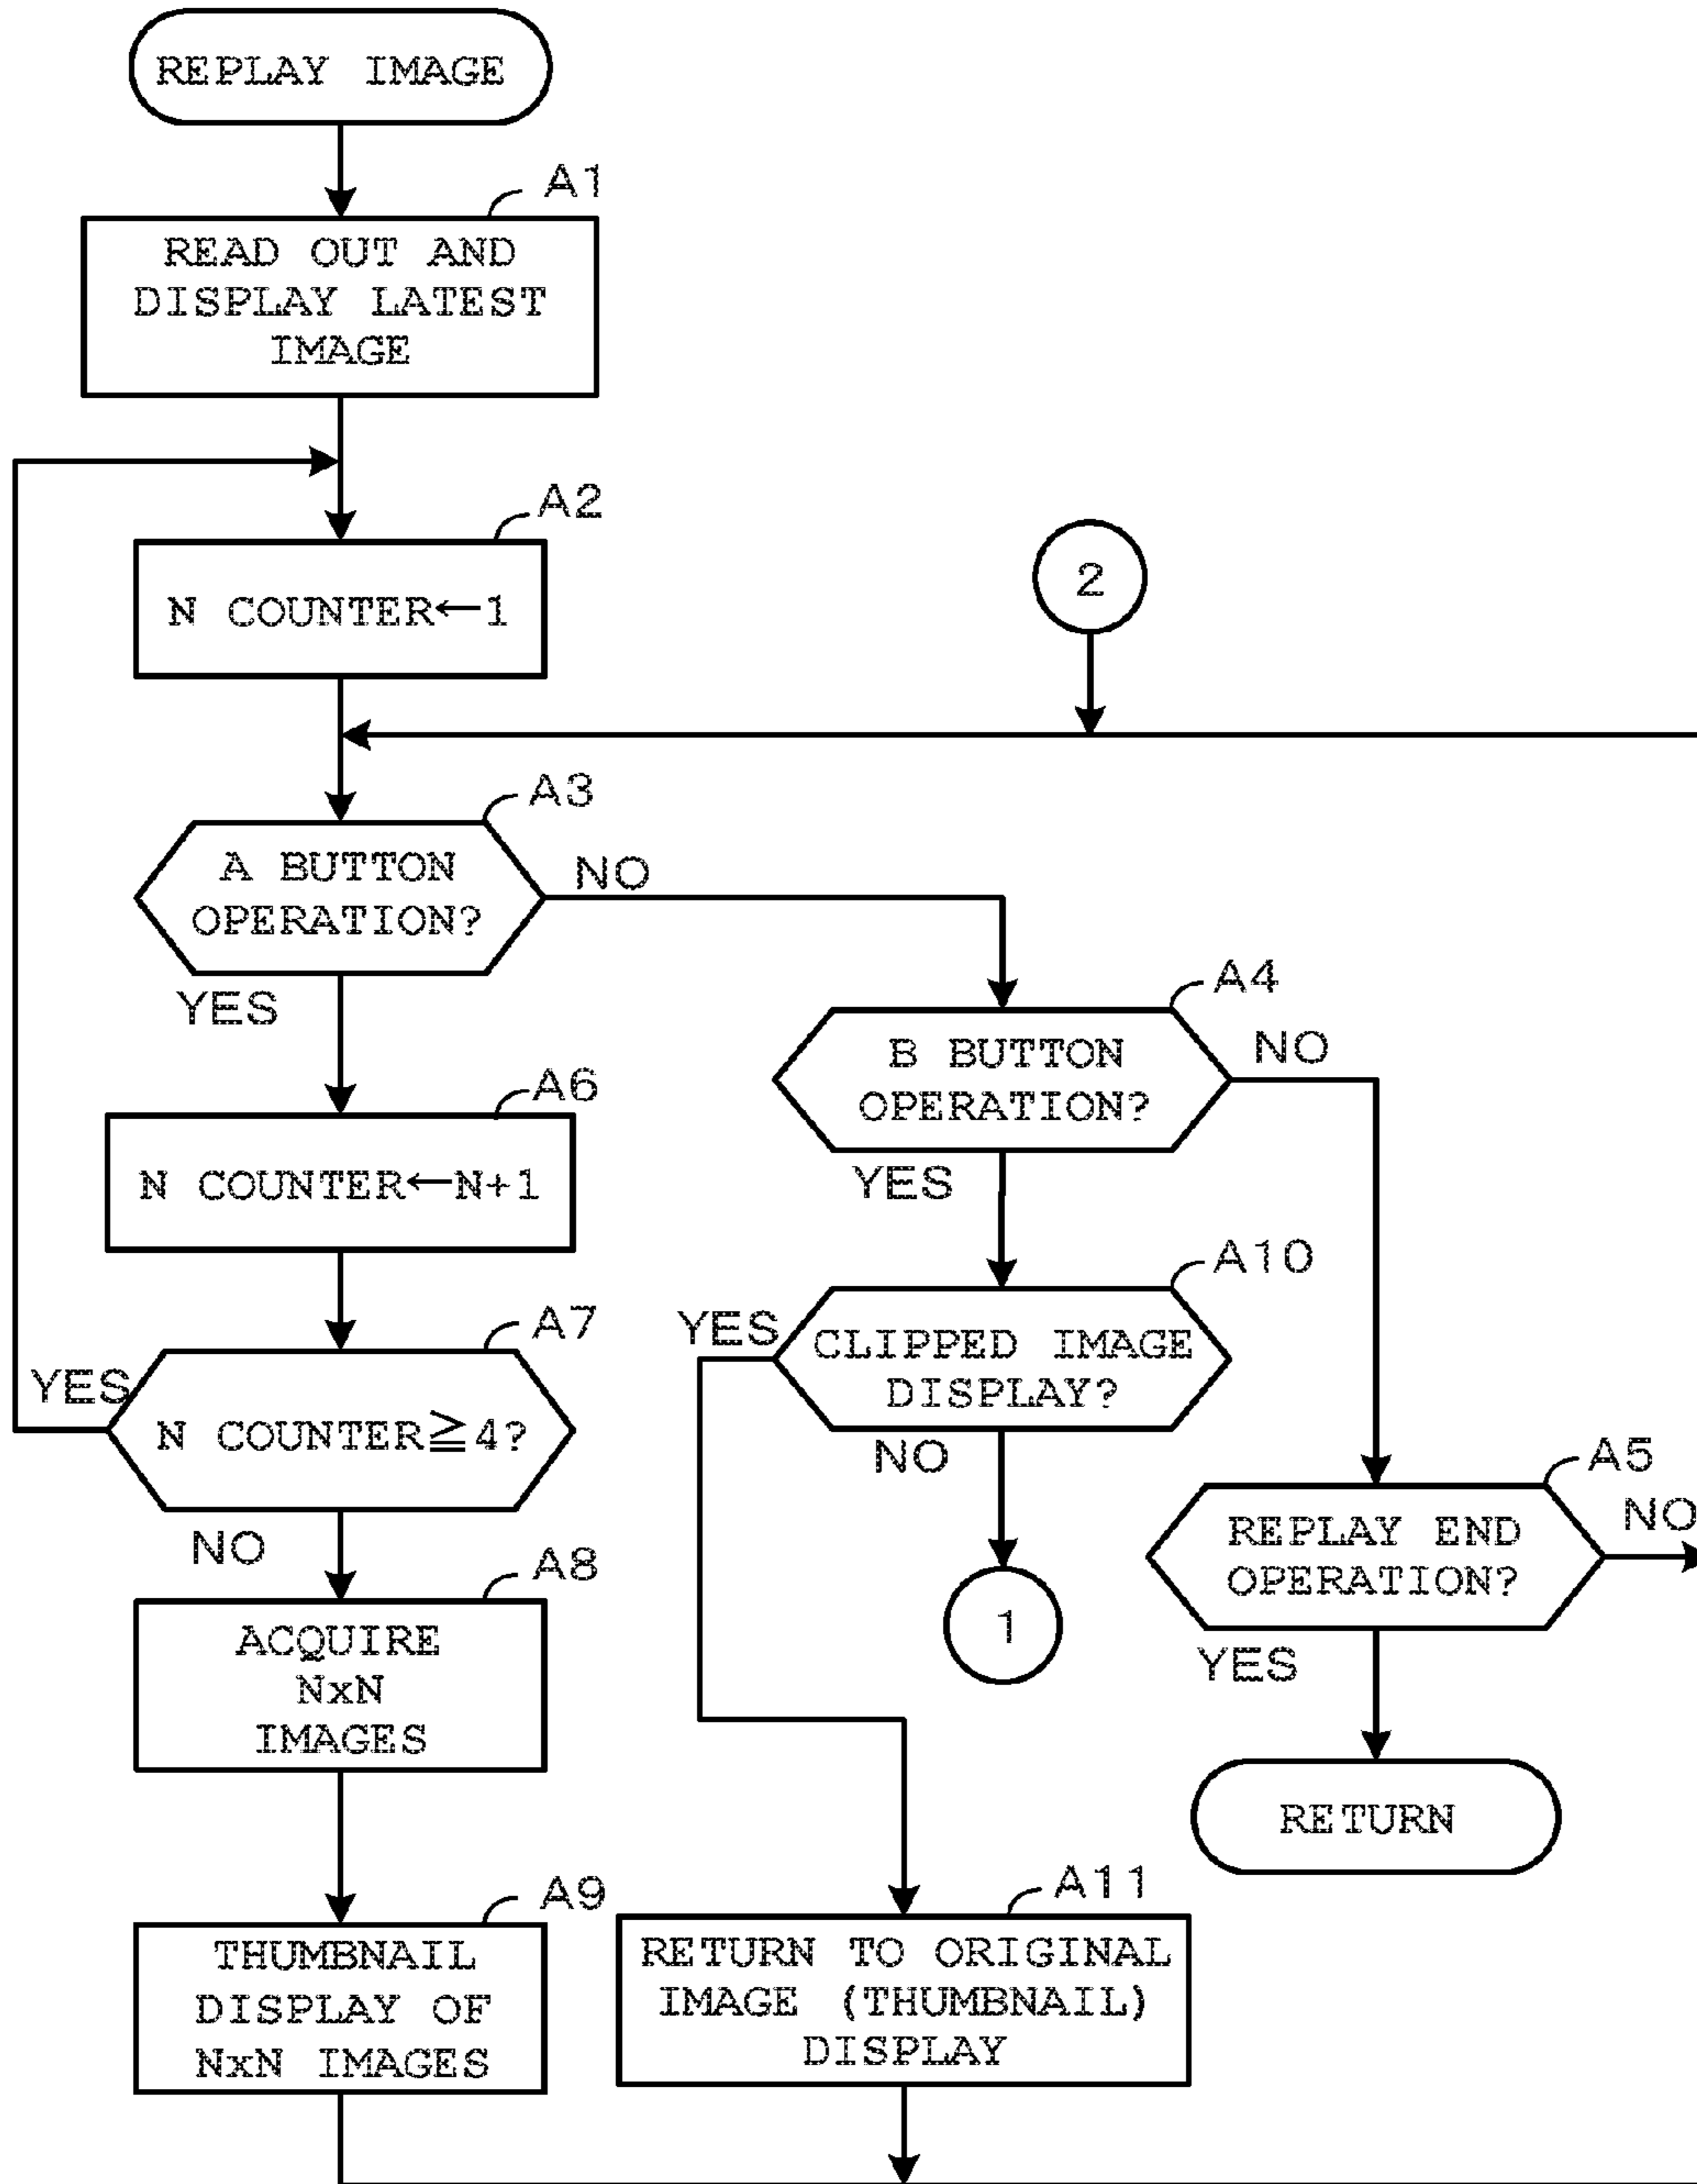 REPLAY IMAGE
A1
READ OUT AND
DISPLAY LATEST
IMAGE
A2
N COUNTER←1
2
A3
A BUTTON
OPERATION?
NO
YES
A4
B BUTTON
OPERATION?
NO
YES
A6
N COUNTER←N+1
A7
YES
N COUNTER≧4?
NO
A10
YES
CLIPPED IMAGE
DISPLAY?
NO
1
A5
REPLAY END
OPERATION?
NO
YES
RETURN
A8
ACQUIRE
NxN
IMAGES
A9
THUMBNAIL
DISPLAY OF
NxN IMAGES
A11
RETURN TO ORIGINAL
IMAGE (THUMBNAIL)
DISPLAY